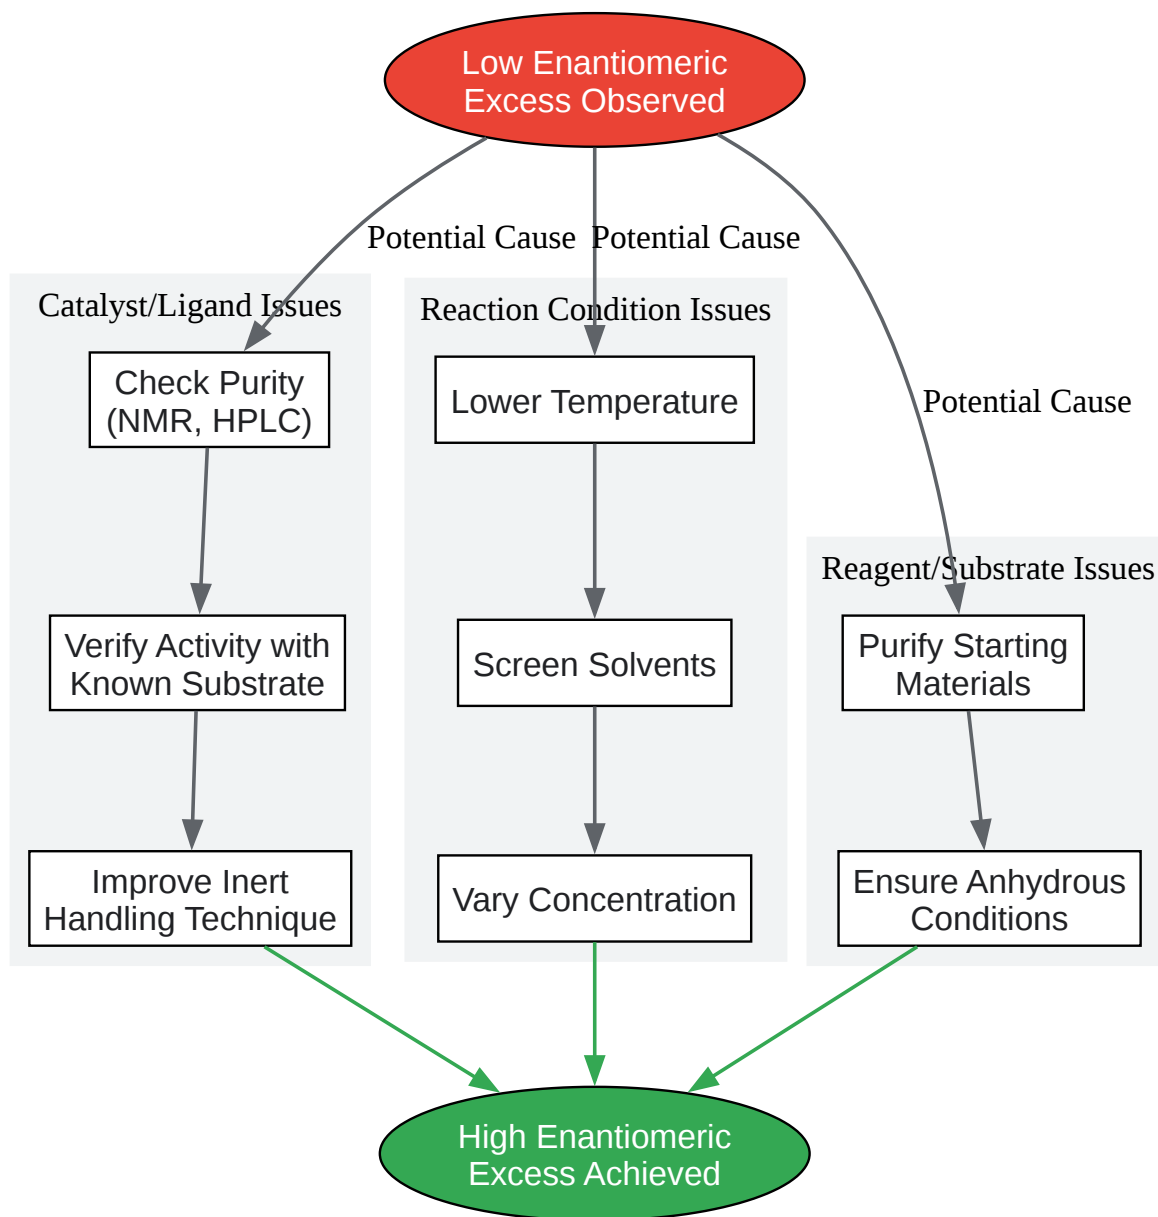 Low Enantiomeric
Excess Observed
Potential Cause
Potential Cause
Potential Cause
Catalyst/Ligand Issues
Check Purity
(NMR, HPLC)
Verify Activity with
Known Substrate
Improve Inert
Handling Technique
Reaction Condition Issues
Lower Temperature
Screen Solvents
Vary Concentration
Reagent/Substrate Issues
Purify Starting
Materials
Ensure Anhydrous
Conditions
High Enantiomeric
Excess Achieved